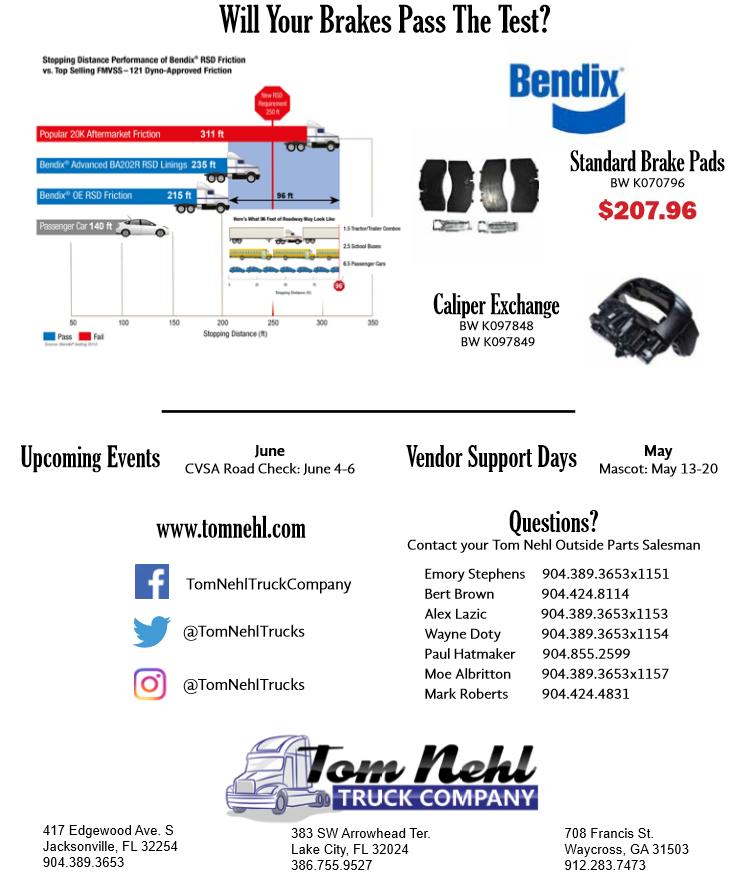 Will Your Brakes Pass The Test?
Stopping Distance Performance of Bendix® RSD Friction
vs. Top Selling FMVSS – 121 Dyno-Approved Friction
New RSD
Requirement
250 ft
Popular 20K Aftermarket Friction 311 ft
Bendix® Advanced BA202R RSD Linings 235 ft
Bendix® OE RSD Friction 215 ft
96 ft
Passenger Car 140 ft
Here's What 96 Feet of Roadway May Look Like
1.5 Tractor/Trailer Combos
2.5 School Buses
6.5 Passenger Cars
0 25 50 75 96'
Stopping Distance (ft)
50 100 150 200 250 300 350
Stopping Distance (ft)
Pass Fail
Bendix®
Standard Brake Pads
BW K070796
$207.96
Caliper Exchange
BW K097848
BW K097849
Upcoming Events
June
CVSA Road Check: June 4-6
Vendor Support Days
May
Mascot: May 13-20
www.tomnehl.com
TomNehlTruckCompany
@TomNehlTrucks
@TomNehlTrucks
Questions?
Contact your Tom Nehl Outside Parts Salesman
Emory Stephens 904.389.3653x1151
Bert Brown 904.424.8114
Alex Lazic 904.389.3653x1153
Wayne Doty 904.389.3653x1154
Paul Hatmaker 904.855.2599
Moe Albritton 904.389.3653x1157
Mark Roberts 904.424.4831
Tom Nehl
TRUCK COMPANY
417 Edgewood Ave. S
Jacksonville, FL 32254
904.389.3653
383 SW Arrowhead Ter.
Lake City, FL 32024
386.755.9527
708 Francis St.
Waycross, GA 31503
912.283.7473